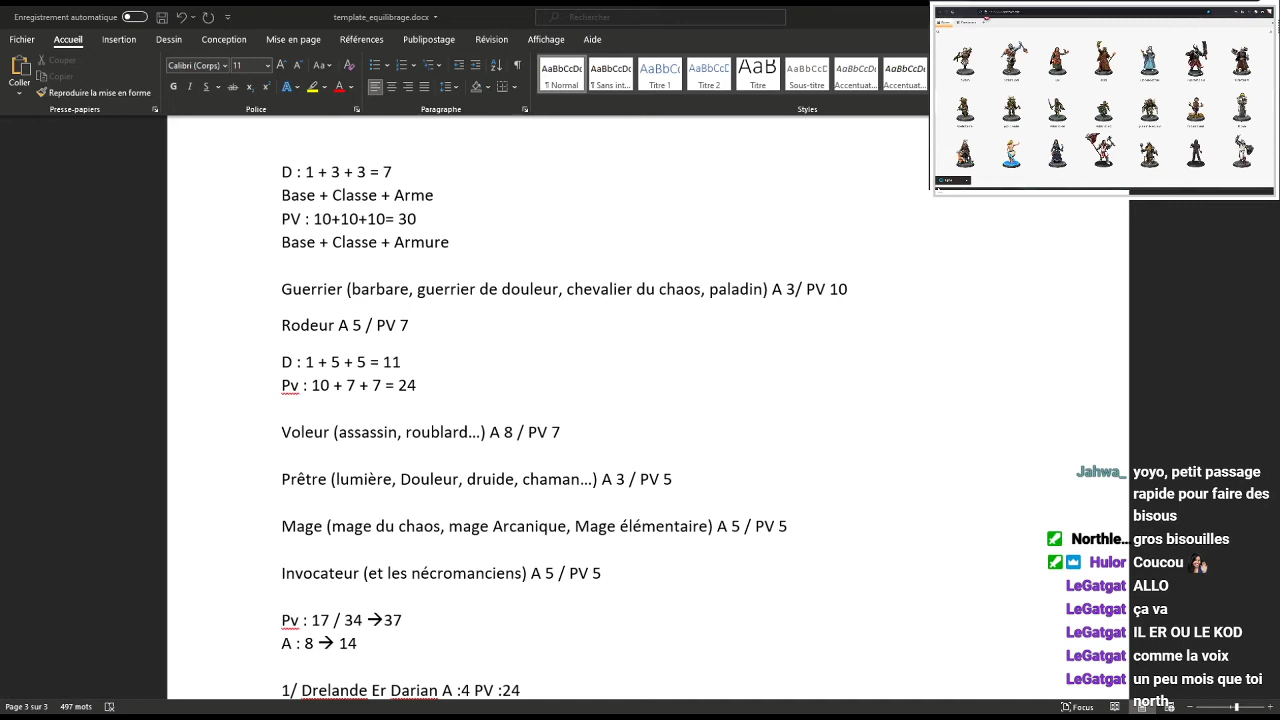 Enregistrement automatique
template_equilibrage.docx
Rechercher
Fichier
Accueil
Insertion
Dessin
Conception
Mise en page
Références
Publipostage
Révision
Affichage
Aide
Coller
Couper
Copier
Reproduire la mise en forme
Calibri (Corps)
11
AaBbCcDc
AaBbCcDc
AaBbC
AaBbCcD
AaB
AaBbCcD
AaBbCcDc
AaBbCcDc
¶ Normal
¶ Sans int...
Titre 1
Titre 2
Titre
Sous-titre
Accentuat...
Accentuat...
Presse-papiers
Police
Paragraphe
Styles
D : 1 + 3 + 3 = 7
Base + Classe + Arme
PV : 10+10+10= 30
Base + Classe + Armure
Guerrier (barbare, guerrier de douleur, chevalier du chaos, paladin) A 3/ PV 10
Rodeur A 5 / PV 7
D : 1 + 5 + 5 = 11
Pv : 10 + 7 + 7 = 24
Voleur (assassin, roublard...) A 8 / PV 7
Prêtre (lumière, Douleur, druide, chaman...) A 3 / PV 5
Mage (mage du chaos, mage Arcanique, Mage élémentaire) A 5 / PV 5
Invocateur (et les nécromanciens) A 5 / PV 5
Pv : 17 / 34 →37
A : 8 → 14
1/ Drelande Er Darian A :4 PV :24
Jahwa_ yoyo, petit passage
rapide pour faire des
bisous
Northle... gros bisouilles
Hulor Coucou
LeGatgat ALLO
LeGatgat ça va
LeGatgat IL ER OU LE KOD
LeGatgat comme la voix
LeGatgat un peu mois que toi
north
Page 3 sur 3
497 mots
Focus